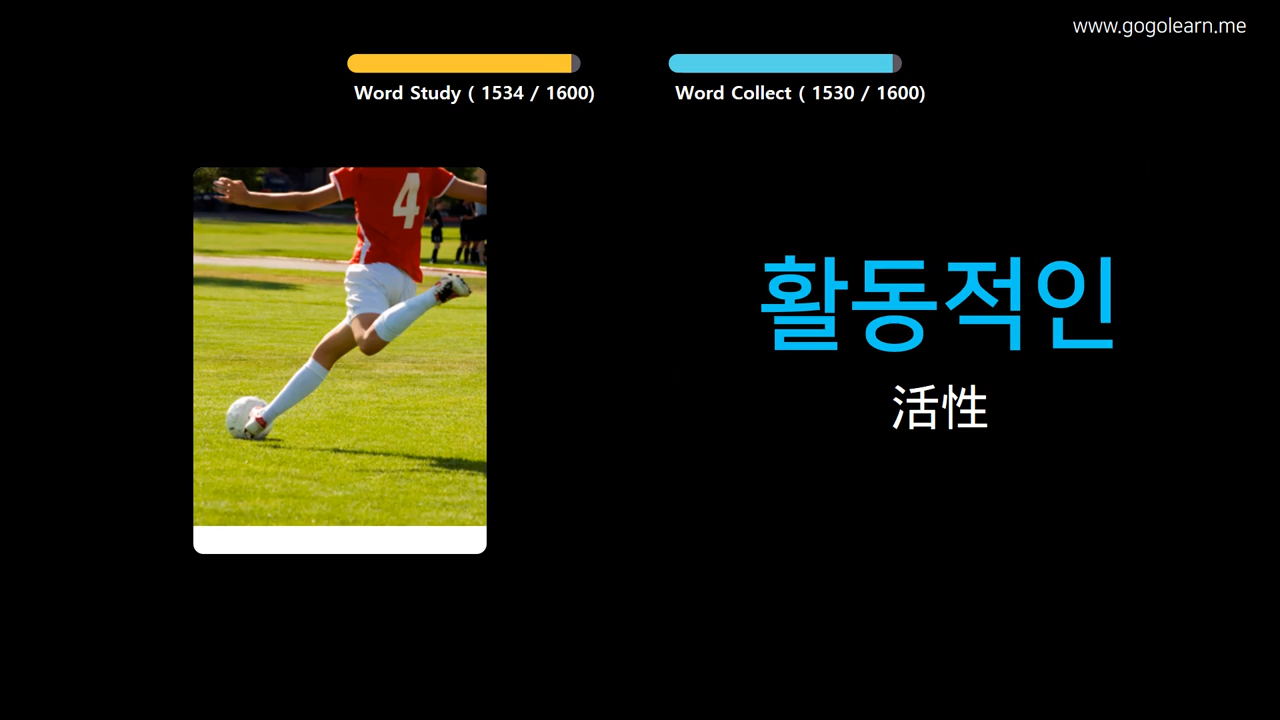 www.gogolearn.me
Word Study ( 1534 / 1600)
Word Collect ( 1530 / 1600)
4
활동적인
活性